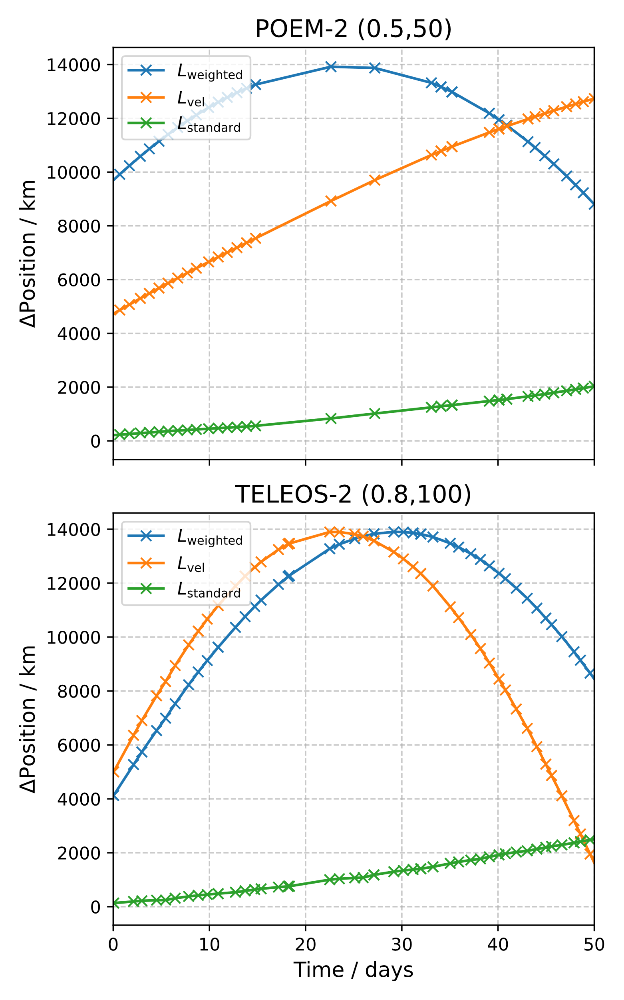 POEM-2 (0.5,50)
14000
12000
10000
8000
6000
4000
2000
0
ΔPosition / km
L_weighted
L_vel
L_standard
TELEOS-2 (0.8,100)
14000
12000
10000
8000
6000
4000
2000
0
ΔPosition / km
L_weighted
L_vel
L_standard
0 10 20 30 40 50
Time / days